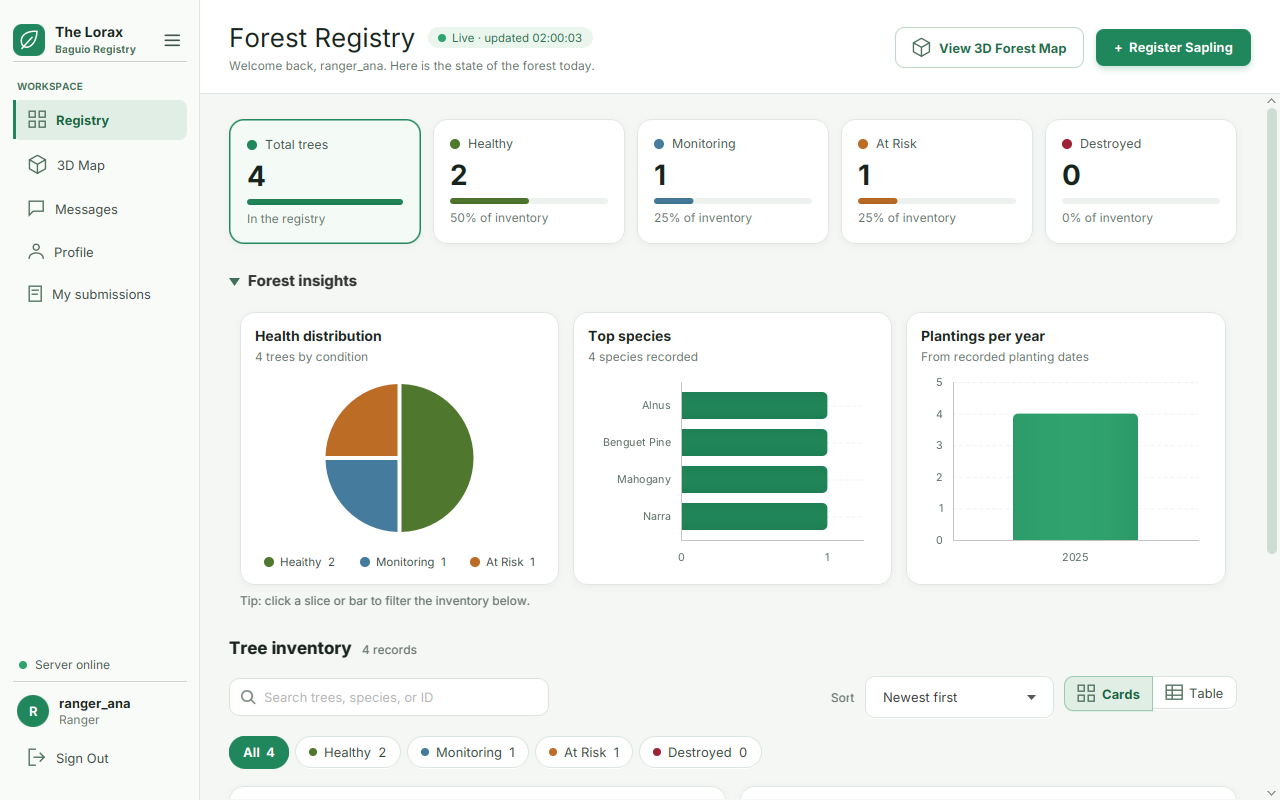 The Lorax
Baguio Registry
WORKSPACE
Registry
3D Map
Messages
Profile
My submissions
Server online
R
ranger_ana
Ranger
Sign Out
Forest Registry
Live · updated 02:00:03
Welcome back, ranger_ana. Here is the state of the forest today.
View 3D Forest Map
+ Register Sapling
Total trees
4
In the registry
Healthy
2
50% of inventory
Monitoring
1
25% of inventory
At Risk
1
25% of inventory
Destroyed
0
0% of inventory
Forest insights
Health distribution
4 trees by condition
Healthy 2
Monitoring 1
At Risk 1
Top species
4 species recorded
Alnus
Benguet Pine
Mahogany
Narra
0 1
Plantings per year
From recorded planting dates
5
4
3
2
1
0
2025
Tip: click a slice or bar to filter the inventory below.
Tree inventory 4 records
Search trees, species, or ID
Sort
Newest first
Cards
Table
All 4
Healthy 2
Monitoring 1
At Risk 1
Destroyed 0